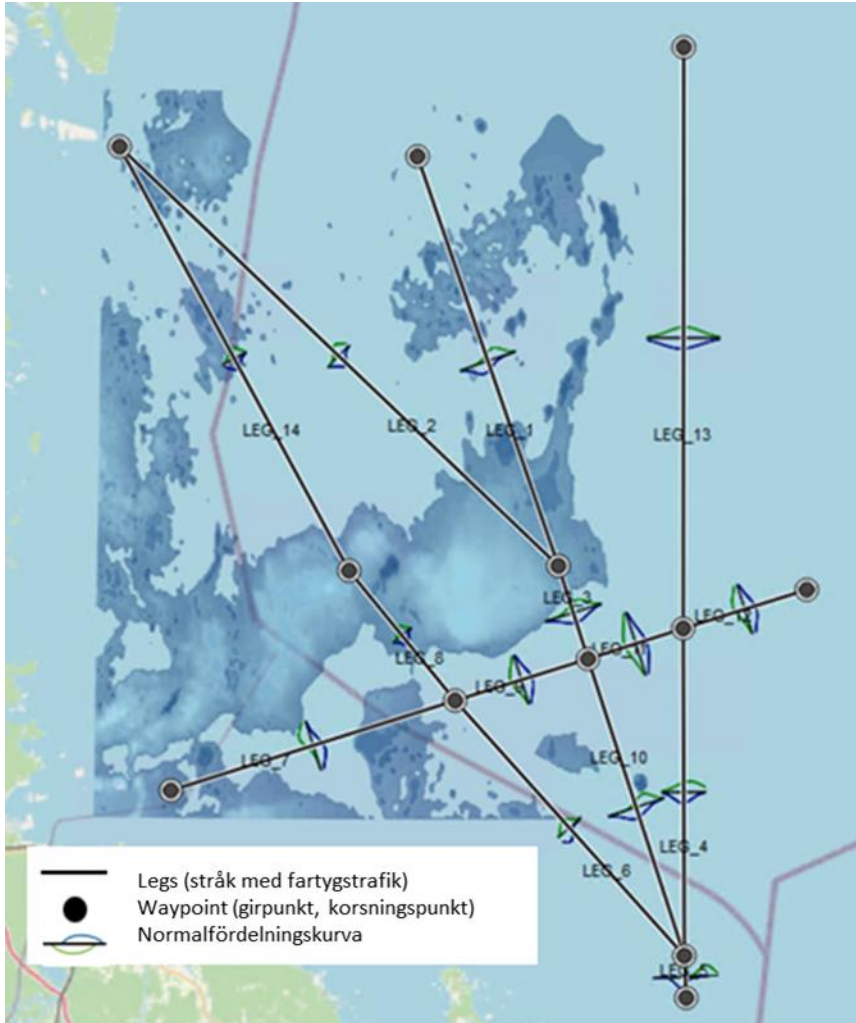 LEG_14
LEG_2
LEG_1
LEG_13
LEG_3
LEG_8
LEG_7
LEG_10
LEG_4
LEG_6
Legs (stråk med fartygstrafik)
Waypoint (girpunkt, korsningspunkt)
Normalfördelningskurva